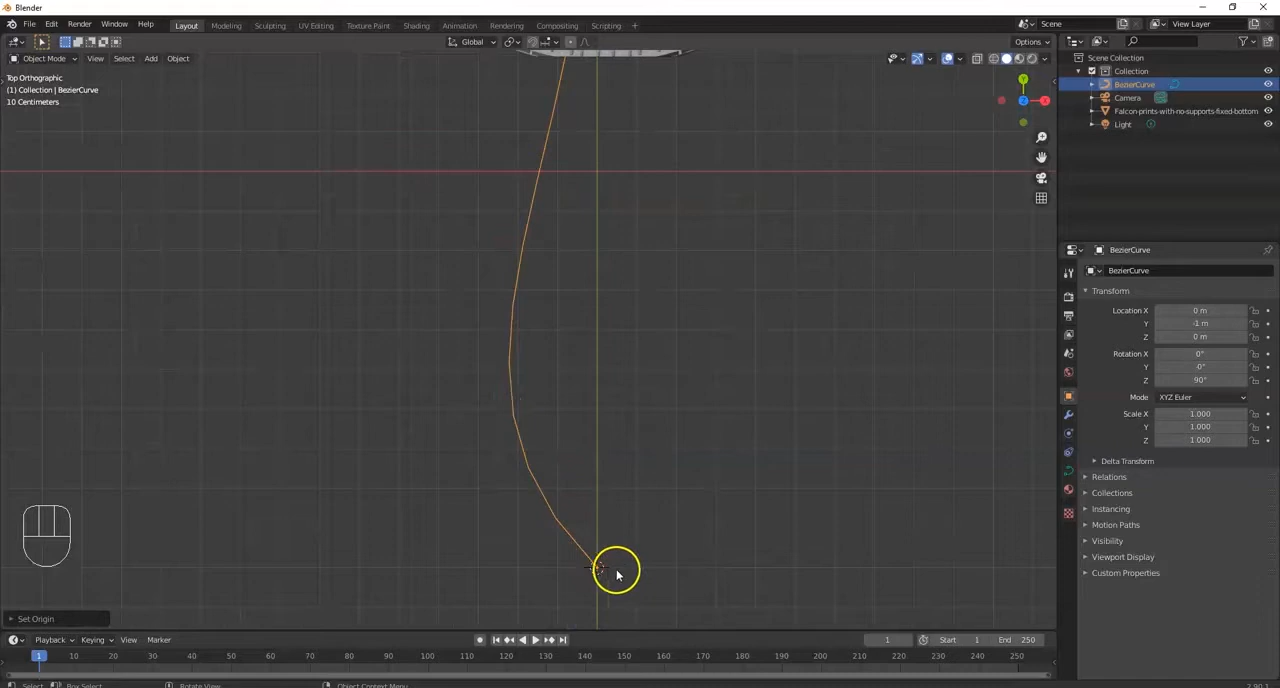 Blender
File Edit Render Window Help
Layout Modeling Sculpting UV Editing Texture Paint Shading Animation Rendering Compositing Scripting +
Scene
View Layer
Global
Options
Object Mode View Select Add Object
Top Orthographic
(1) Collection | BezierCurve
10 Centimeters
Y
Z
X
Scene Collection
Collection
BezierCurve
Camera
Falcon-prints-with-no-supports-fixed-bottom
Light
BezierCurve
BezierCurve
Transform
Location X 0 m
Y -1 m
Z 0 m
Rotation X 0°
Y -0°
Z 90°
Mode XYZ Euler
Scale X 1.000
Y 1.000
Z 1.000
Delta Transform
Relations
Collections
Instancing
Motion Paths
Visibility
Viewport Display
Custom Properties
Set Origin
Playback Keying View Marker
1
Start 1
End 250
1 10 20 30 40 50 60 70 80 90 100 110 120 130 140 150 160 170 180 190 200 210 220 230 240 250
Select Box Select Rotate View Object Context Menu
2.90.1